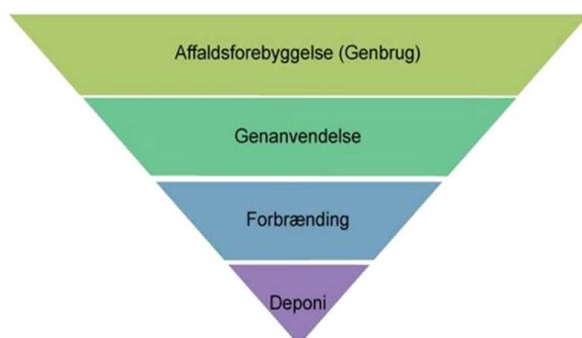 Affaldsforebyggelse (Genbrug)
Genanvendelse
Forbrænding
Deponi